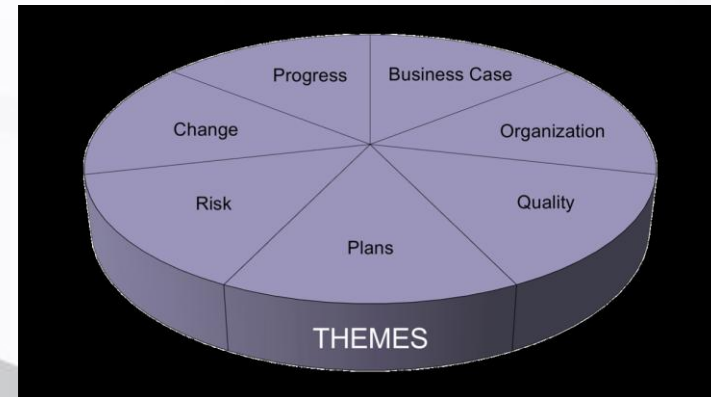 Progress
Business Case
Change
Organization
Risk
Quality
Plans
THEMES